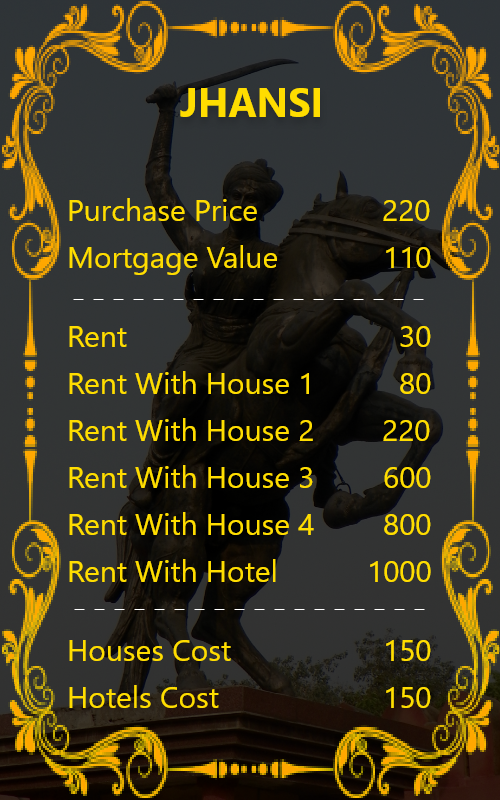 JHANSI
Purchase Price 220
Mortgage Value 110
Rent 30
Rent With House 1 80
Rent With House 2 220
Rent With House 3 600
Rent With House 4 800
Rent With Hotel 1000
Houses Cost 150
Hotels Cost 150